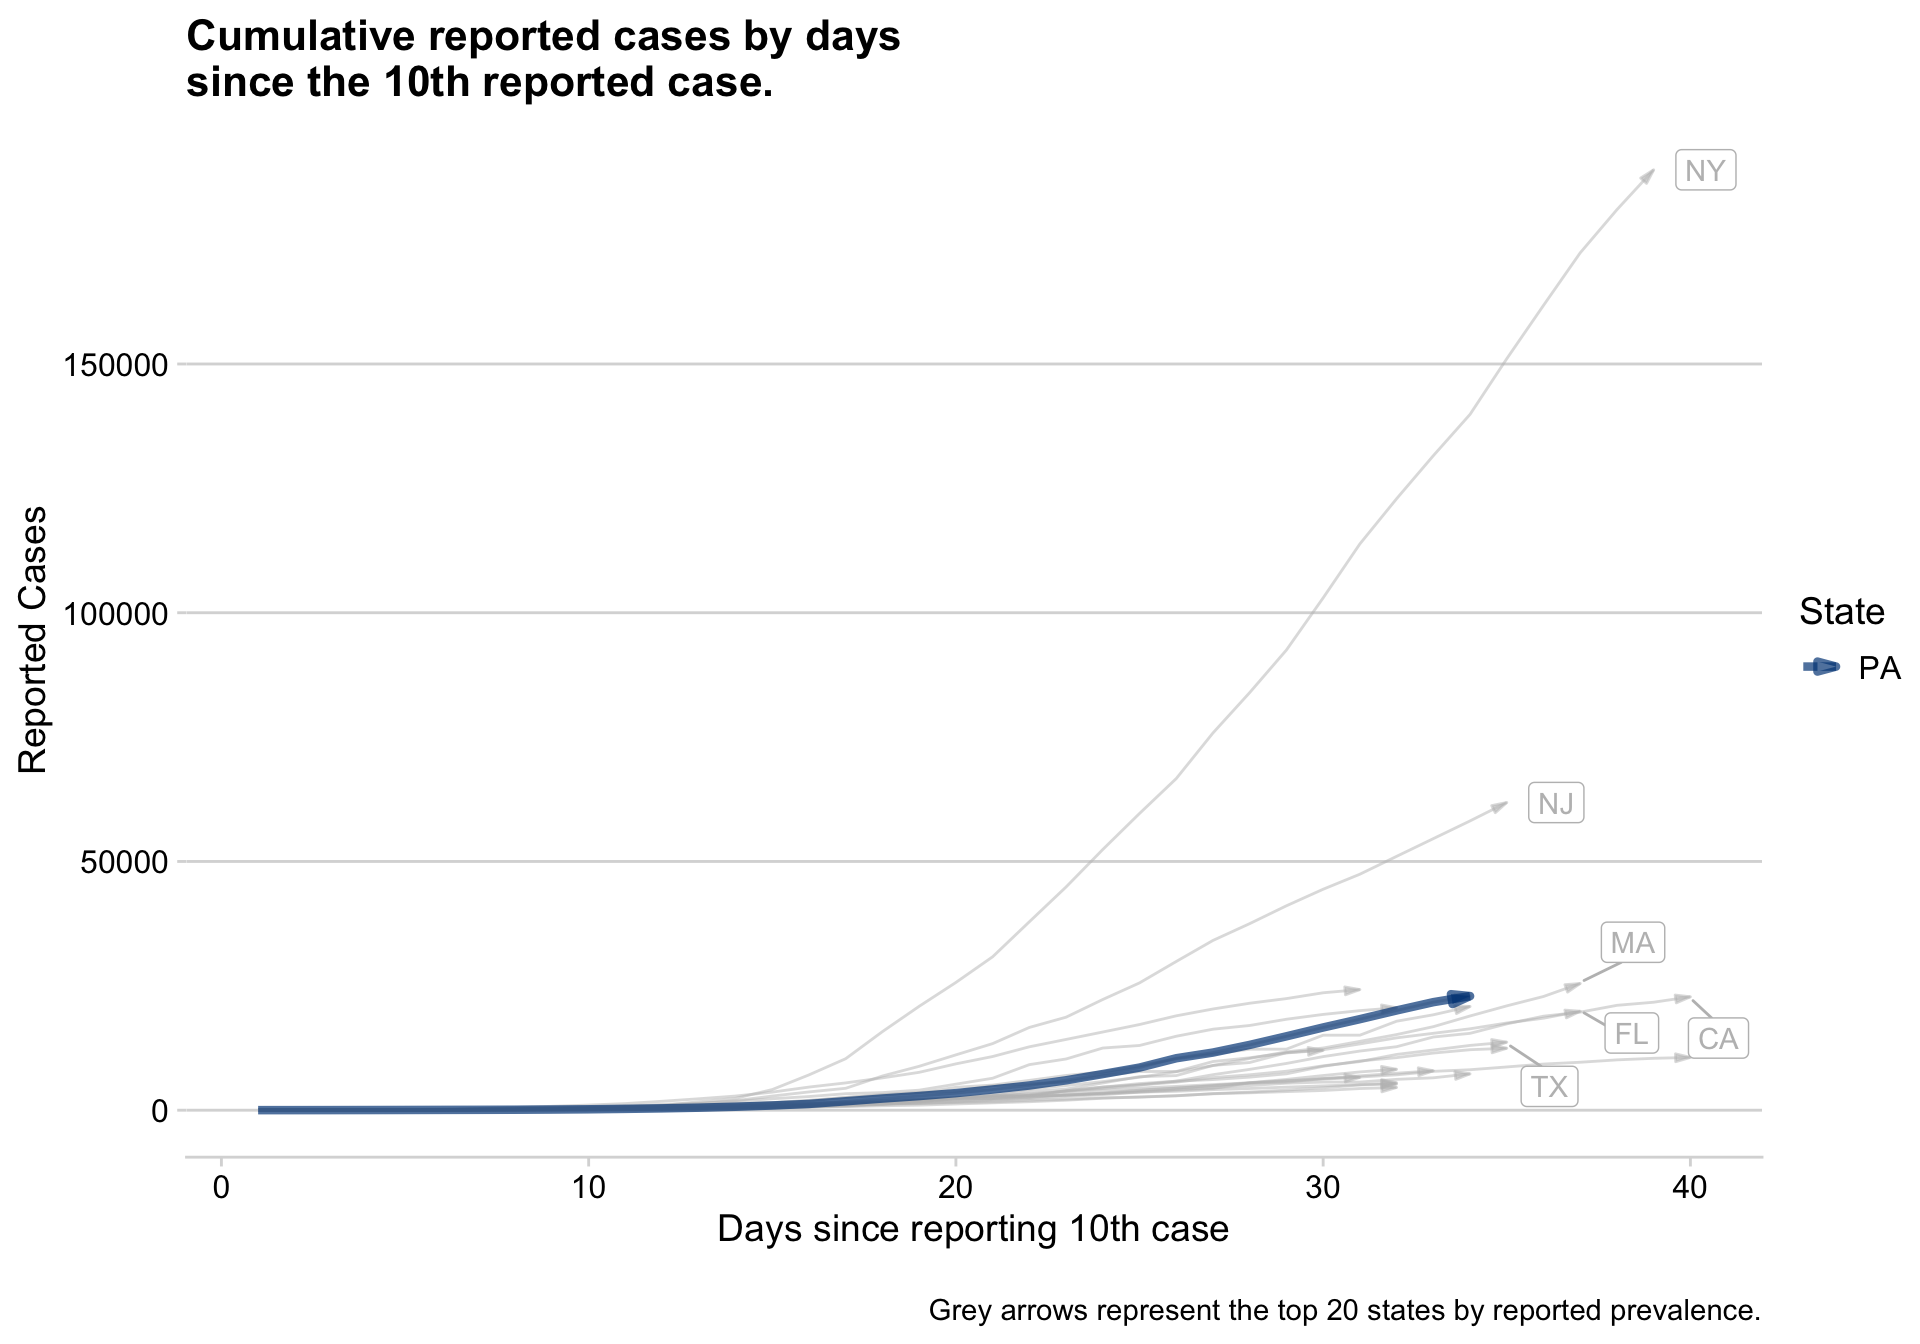 Cumulative reported cases by days
since the 10th reported case.
NY
150000
100000
50000
0
Reported Cases
NJ
MA
FL
CA
TX
State
PA
0 10 20 30 40
Days since reporting 10th case
Grey arrows represent the top 20 states by reported prevalence.